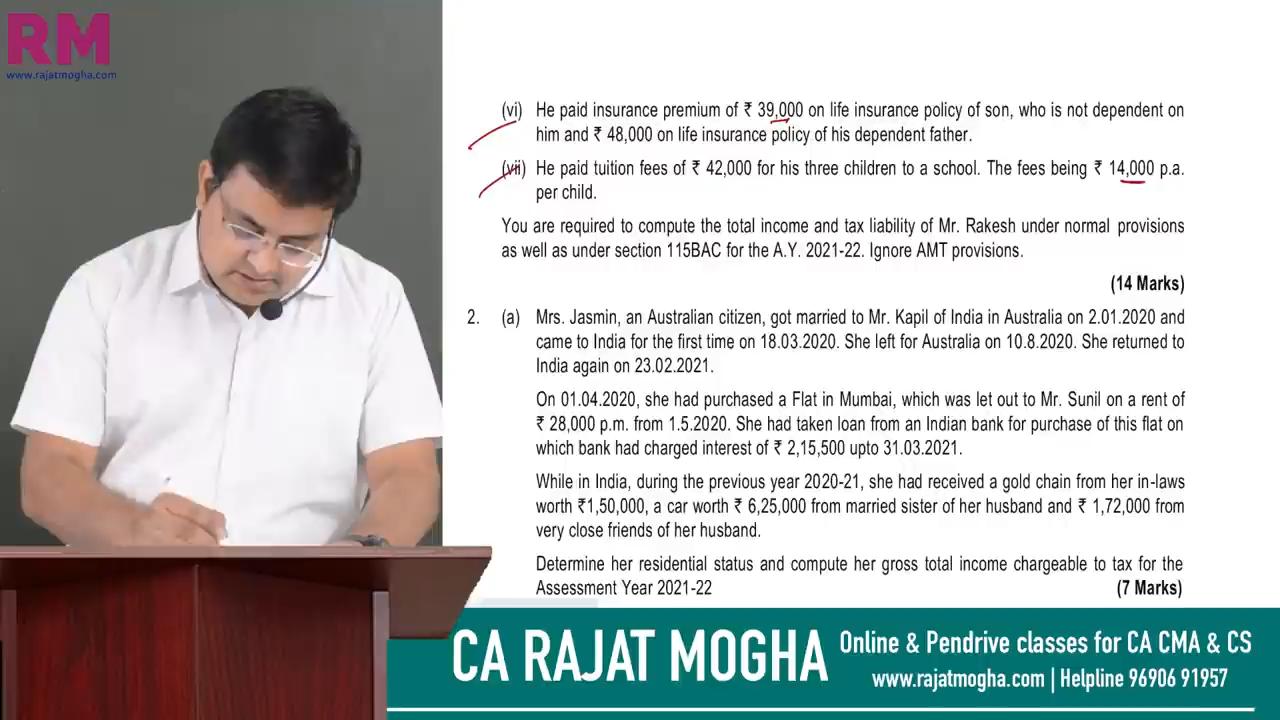 RM
www.rajatmogha.com
(vi) He paid insurance premium of ₹ 39,000 on life insurance policy of son, who is not dependent on
him and ₹ 48,000 on life insurance policy of his dependent father.
(vii) He paid tuition fees of ₹ 42,000 for his three children to a school. The fees being ₹ 14,000 p.a.
per child.
You are required to compute the total income and tax liability of Mr. Rakesh under normal provisions
as well as under section 115BAC for the A.Y. 2021-22. Ignore AMT provisions.
(14 Marks)
2. (a) Mrs. Jasmin, an Australian citizen, got married to Mr. Kapil of India in Australia on 2.01.2020 and
came to India for the first time on 18.03.2020. She left for Australia on 10.8.2020. She returned to
India again on 23.02.2021.
On 01.04.2020, she had purchased a Flat in Mumbai, which was let out to Mr. Sunil on a rent of
₹ 28,000 p.m. from 1.5.2020. She had taken loan from an Indian bank for purchase of this flat on
which bank had charged interest of ₹ 2,15,500 upto 31.03.2021.
While in India, during the previous year 2020-21, she had received a gold chain from her in-laws
worth ₹1,50,000, a car worth ₹ 6,25,000 from married sister of her husband and ₹ 1,72,000 from
very close friends of her husband.
Determine her residential status and compute her gross total income chargeable to tax for the
Assessment Year 2021-22 (7 Marks)
CA RAJAT MOGHA
Online & Pendrive classes for CA CMA & CS
www.rajatmogha.com | Helpline 96906 91957